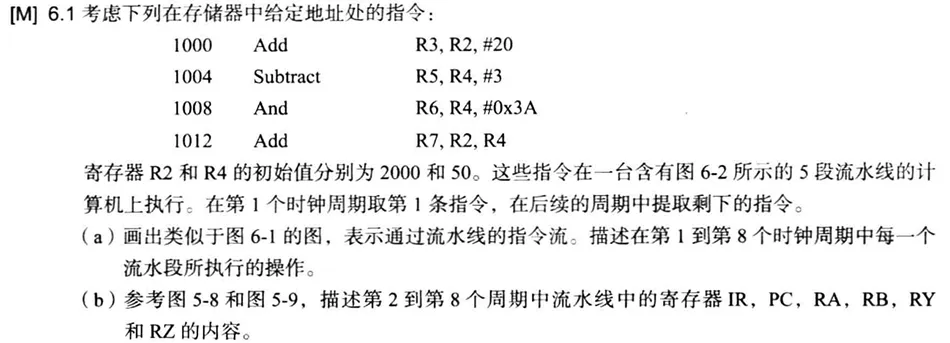 [M] 6.1 考虑下列在存储器中给定地址处的指令：
1000 Add R3, R2, #20
1004 Subtract R5, R4, #3
1008 And R6, R4, #0x3A
1012 Add R7, R2, R4
寄存器 R2 和 R4 的初始值分别为 2000 和 50。这些指令在一台含有图 6-2 所示的 5 段流水线的计
算机上执行。在第 1 个时钟周期取第 1 条指令，在后续的周期中提取剩下的指令。
（a）画出类似于图 6-1 的图，表示通过流水线的指令流。描述在第 1 到第 8 个时钟周期中每一个
流水段所执行的操作。
（b）参考图 5-8 和图 5-9，描述第 2 到第 8 个周期中流水线中的寄存器 IR，PC，RA，RB，RY
和 RZ 的内容。